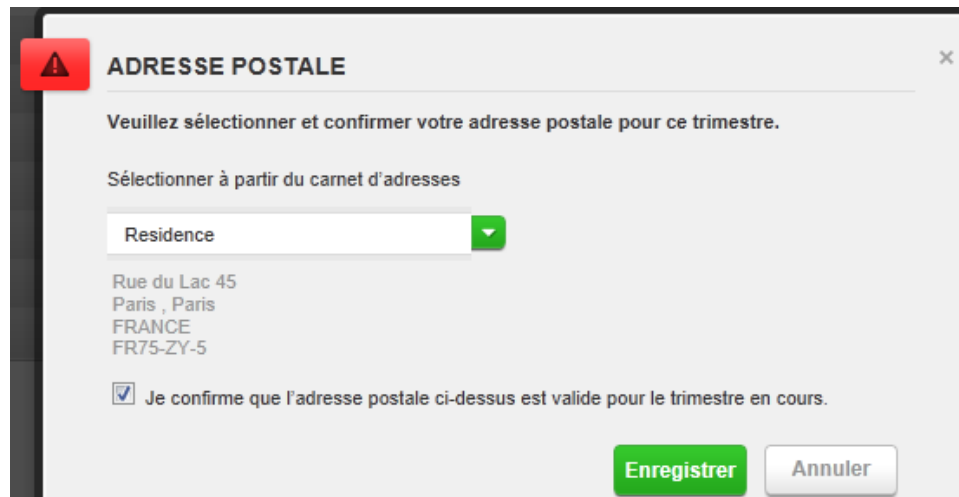 ADRESSE POSTALE
Veuillez sélectionner et confirmer votre adresse postale pour ce trimestre.
Sélectionner à partir du carnet d'adresses
Residence
Rue du Lac 45
Paris , Paris
FRANCE
FR75-ZY-5
Je confirme que l'adresse postale ci-dessus est valide pour le trimestre en cours.
Enregistrer Annuler